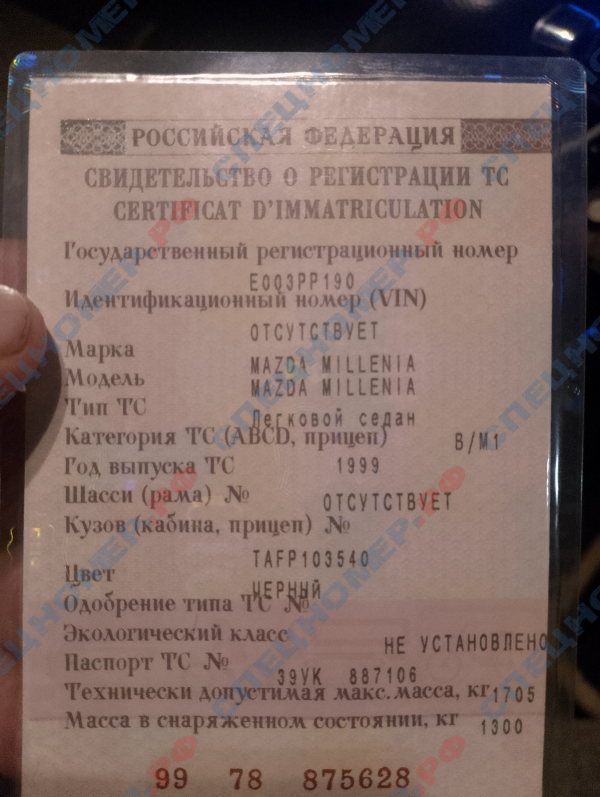 РОССИЙСКАЯ ФЕДЕРАЦИЯ
СВИДЕТЕЛЬСТВО О РЕГИСТРАЦИИ ТС
CERTIFICAT D'IMMATRICULATION
Государственный регистрационный номер
Е003РР190
Идентификационный номер (VIN)
ОТСУТСТВУЕТ
Марка
MAZDA MILLENIA
Модель
MAZDA MILLENIA
Тип ТС
Легковой седан
Категория ТС (ABCD, прицеп) B/M1
Год выпуска ТС 1999
Шасси (рама) № ОТСУТСТВУЕТ
Кузов (кабина, прицеп) №
TAFP103540
Цвет
ЧЕРНЫЙ
Одобрение типа ТС №
Экологический класс
НЕ УСТАНОВЛЕНО
Паспорт ТС №
39УК 887106
Технически допустимая макс. масса, кг 1705
Масса в снаряженном состоянии, кг 1300
99 78 875628
СПЕЦНОМЕР.РФ